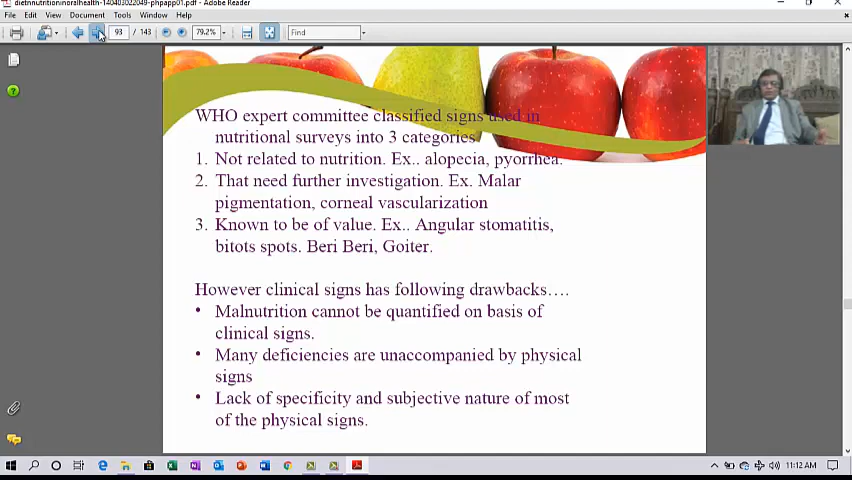 dietnnutritioninoralhealth-140403022049-phpapp01.pdf - Adobe Reader
File Edit View Document Tools Window Help
93 / 143 79.2% Find
WHO expert committee classified signs used in
nutritional surveys into 3 categories
1. Not related to nutrition. Ex.. alopecia, pyorrhea.
2. That need further investigation. Ex. Malar
pigmentation, corneal vascularization
3. Known to be of value. Ex.. Angular stomatitis,
bitots spots. Beri Beri, Goiter.
However clinical signs has following drawbacks….
• Malnutrition cannot be quantified on basis of
clinical signs.
• Many deficiencies are unaccompanied by physical
signs
• Lack of specificity and subjective nature of most
of the physical signs.
11:12 AM